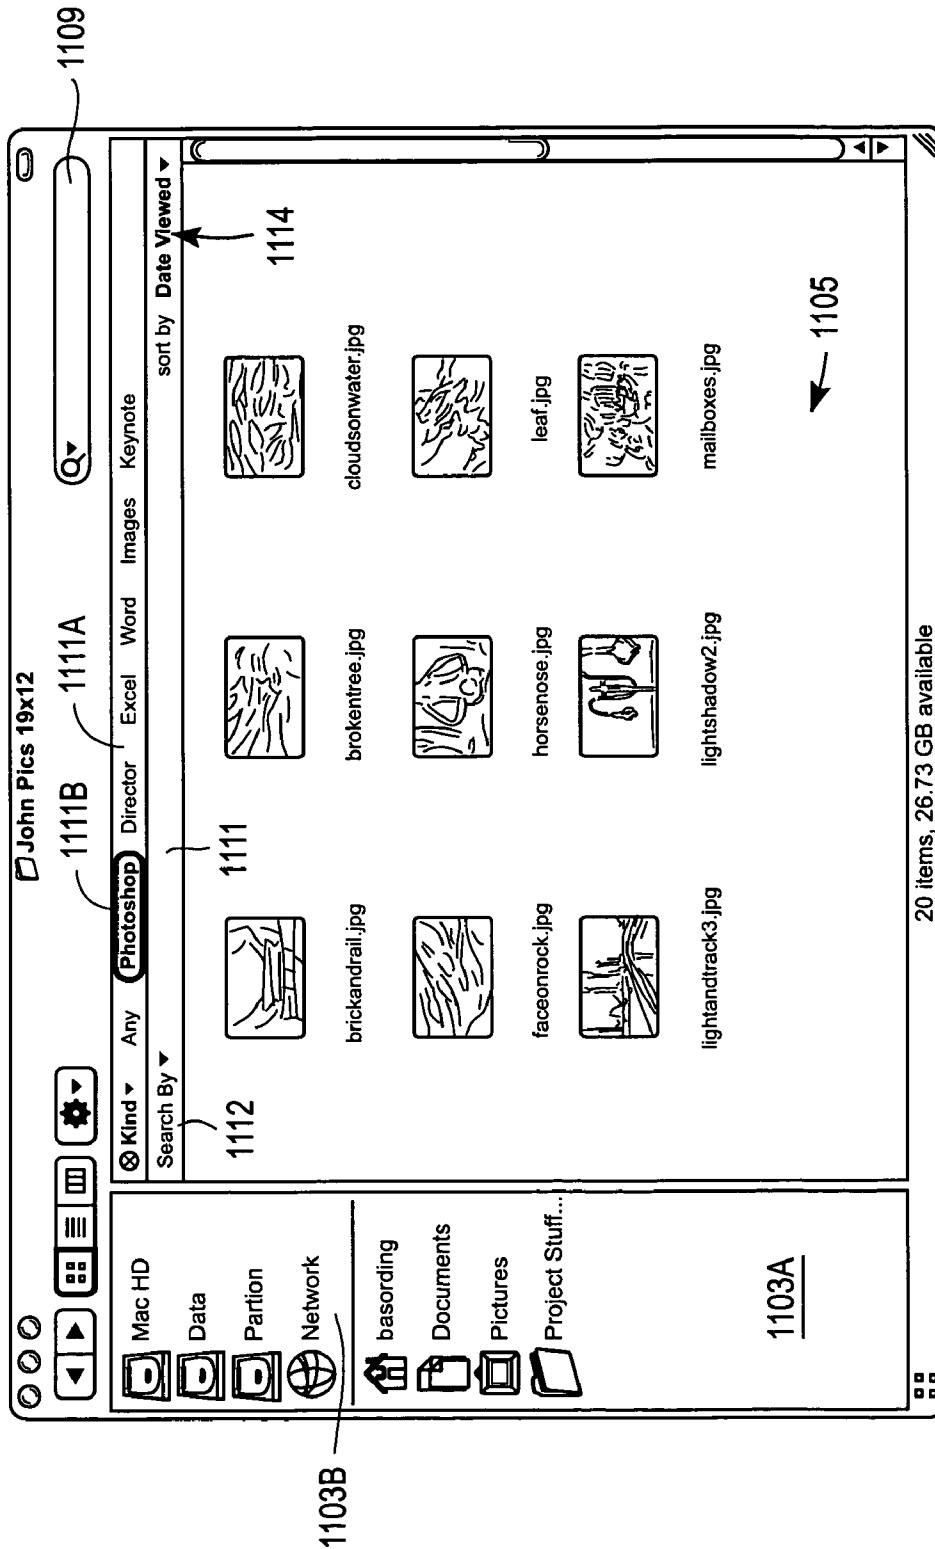 John Pics 19x12
1109
1111B
1111A
Kind Any Photoshop Director Excel Word Images Keynote
Search By
sort by Date Viewed
1112
1111
1114
Mac HD
Data
Partion
Network
1103B
basording
Documents
Pictures
Project Stuff...
1103A
brickandrail.jpg
brokentree.jpg
cloudsonwater.jpg
faceonrock.jpg
horsenose.jpg
leaf.jpg
lightandtrack3.jpg
lightshadow2.jpg
mailboxes.jpg
1105
20 items, 26.73 GB available